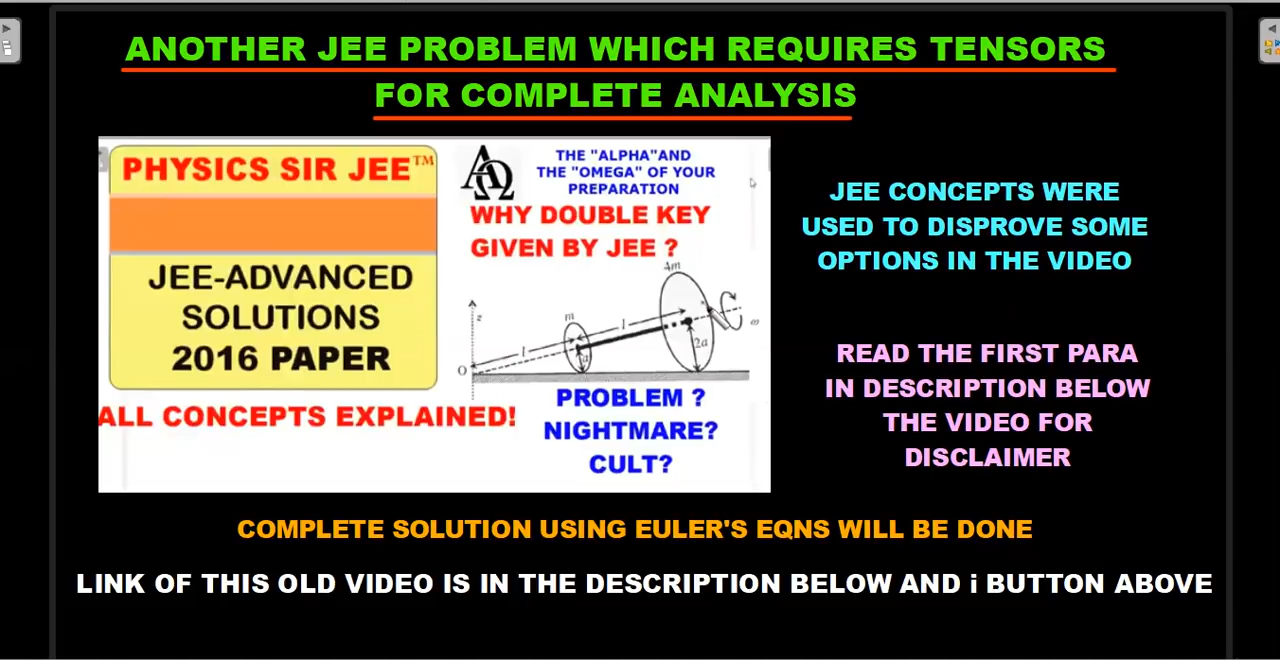 ANOTHER JEE PROBLEM WHICH REQUIRES TENSORS
FOR COMPLETE ANALYSIS
PHYSICS SIR JEE™
JEE-ADVANCED
SOLUTIONS
2016 PAPER
ALL CONCEPTS EXPLAINED!
ΑΩ
THE "ALPHA"AND
THE "OMEGA" OF YOUR
PREPARATION
WHY DOUBLE KEY
GIVEN BY JEE ?
4m
z
m
l
ω
l
2a
a
O
PROBLEM ?
NIGHTMARE?
CULT?
JEE CONCEPTS WERE
USED TO DISPROVE SOME
OPTIONS IN THE VIDEO
READ THE FIRST PARA
IN DESCRIPTION BELOW
THE VIDEO FOR
DISCLAIMER
COMPLETE SOLUTION USING EULER'S EQNS WILL BE DONE
LINK OF THIS OLD VIDEO IS IN THE DESCRIPTION BELOW AND i BUTTON ABOVE